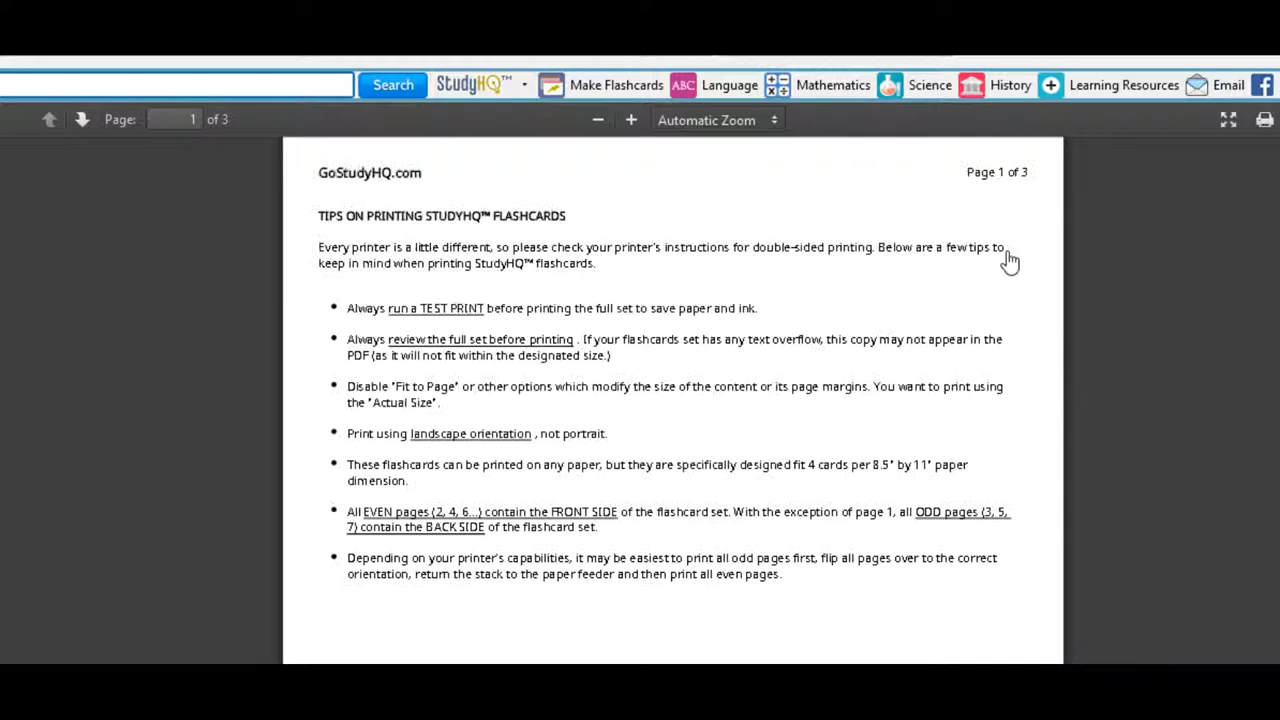 Search StudyHQ™ Make Flashcards ABC Language Mathematics Science History Learning Resources Email
Page: 1 of 3 Automatic Zoom
GoStudyHQ.com Page 1 of 3
TIPS ON PRINTING STUDYHQ™ FLASHCARDS
Every printer is a little different, so please check your printer's instructions for double-sided printing. Below are a few tips to
keep in mind when printing StudyHQ™ flashcards.
• Always run a TEST PRINT before printing the full set to save paper and ink.
• Always review the full set before printing . If your flashcards set has any text overflow, this copy may not appear in the
PDF (as it will not fit within the designated size.)
• Disable "Fit to Page" or other options which modify the size of the content or its page margins. You want to print using
the "Actual Size".
• Print using landscape orientation , not portrait.
• These flashcards can be printed on any paper, but they are specifically designed fit 4 cards per 8.5" by 11" paper
dimension.
• All EVEN pages (2, 4, 6...) contain the FRONT SIDE of the flashcard set. With the exception of page 1, all ODD pages (3, 5,
7) contain the BACK SIDE of the flashcard set.
• Depending on your printer's capabilities, it may be easiest to print all odd pages first, flip all pages over to the correct
orientation, return the stack to the paper feeder and then print all even pages.